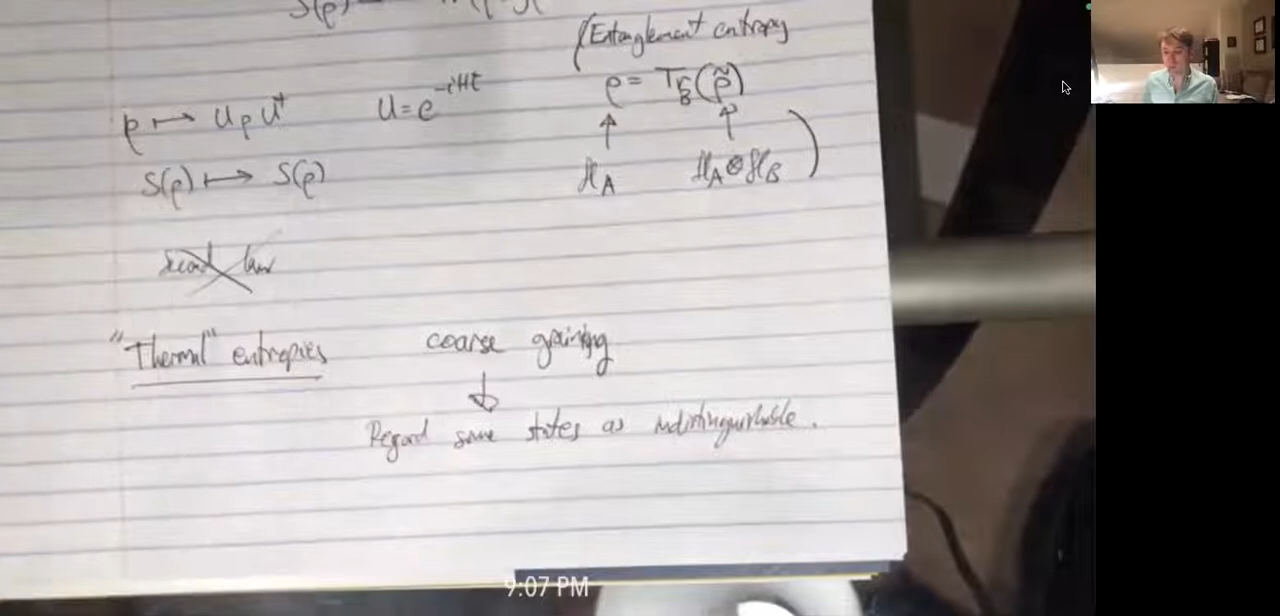 S(ρ)
(Entanglement entropy
ρ = Tr_B(ρ̃)
ρ ↦ UρU† U = e^{-iHt}
↑ ↑
S(ρ) ↦ S(ρ) ℋ_A ℋ_A ⊗ ℋ_B )
second law
"Thermal" entropies coarse graining
↓
Regard some states as indistinguishable.
9:07 PM